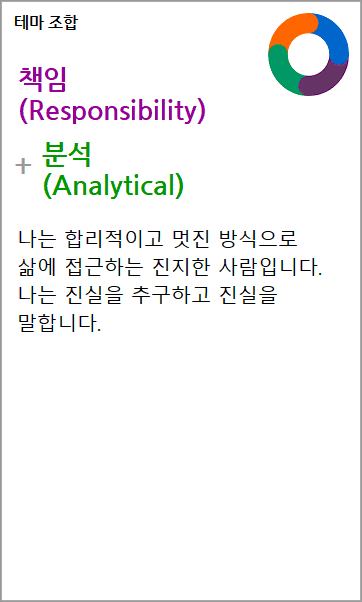 테마 조합
책임
(Responsibility)
+ 분석
(Analytical)
나는 합리적이고 멋진 방식으로
삶에 접근하는 진지한 사람입니다.
나는 진실을 추구하고 진실을
말합니다.